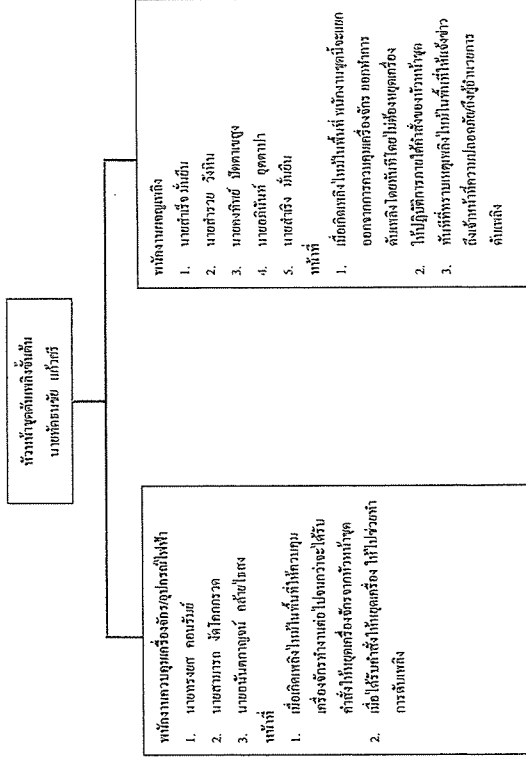 หัวหน้าชุดดับเพลิงขั้นต้น
นายทัตธนชัย แก้วศรี
พนักงานควบคุมเครื่องจักร/อุปกรณ์ไฟฟ้า
1. นายทรงยศ ดอนรัมย์
2. นายสามารถ งัดโคกกรวด
3. นายอนันตกาญจน์ กล้ายไธสง
หน้าที่
1. เมื่อเกิดเพลิงไหม้ในพื้นที่ให้ควบคุม
เครื่องจักรทำงานต่อไปจนกว่าจะได้รับ
คำสั่งให้หยุดเครื่องจักรจากหัวหน้าชุด
2. เมื่อได้รับคำสั่งให้หยุดเครื่อง ให้ไปช่วยทำ
การดับเพลิง
พนักงานผจญเพลิง
1. นายสำเร็จ มั่นยืน
2. นายสำรวย วังหิน
3. นายคงทิพย์ ปัดตาเขสูง
4. นายอภินันท์ อุดตาปา
5. นายสำริง มั่นยืน
หน้าที่
1. เมื่อเกิดเพลิงไหม้ในพื้นที่ พนักงานชุดนี้จะแยก
ออกจากการควบคุมเครื่องจักร ออกทำการ
ดับเพลิงโดยทันทีโดยไม่ต้องหยุดเครื่อง
2. ให้ปฏิบัติการภายใต้คำสั่งของหัวหน้าชุด
3. ทันทีที่ทราบเหตุเพลิงไหม้ในพื้นที่ให้แจ้งข่าว
ถึงเจ้าหน้าที่ความปลอดภัย/ถึงผู้อำนวยการ
ดับเพลิง